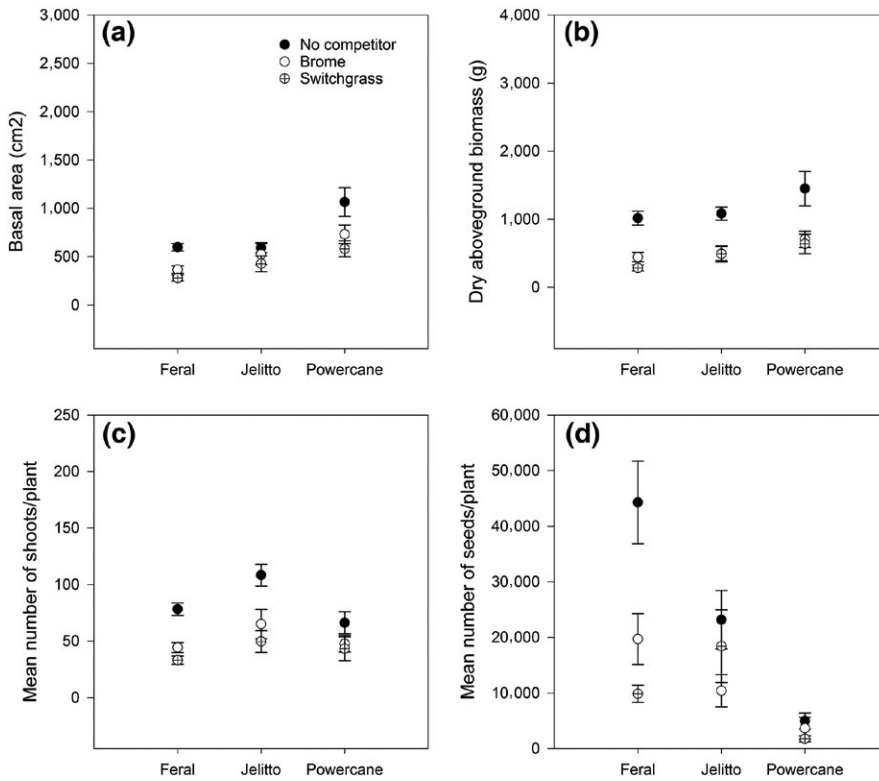 (a)
No competitor
Brome
Switchgrass
Basal area (cm2)
3,000
2,500
2,000
1,500
1,000
500
0
Feral Jelitto Powercane
(b)
Dry aboveground biomass (g)
4,000
3,000
2,000
1,000
0
Feral Jelitto Powercane
(c)
Mean number of shoots/plant
250
200
150
100
50
0
Feral Jelitto Powercane
(d)
Mean number of seeds/plant
60,000
50,000
40,000
30,000
20,000
10,000
0
Feral Jelitto Powercane